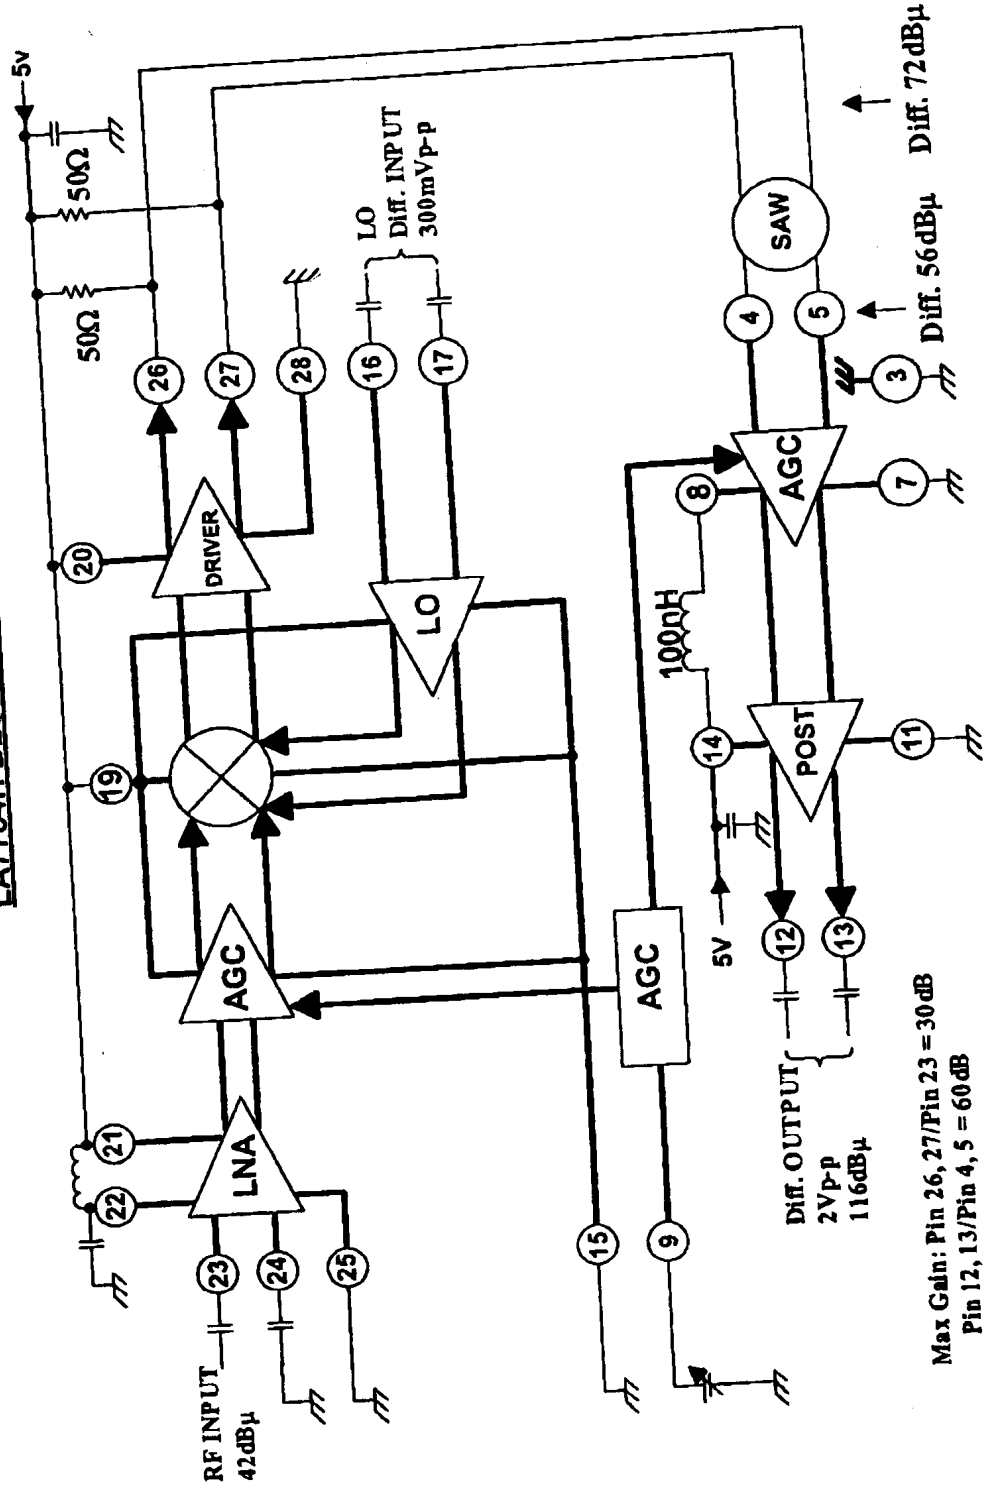 5v
50Ω
50Ω
20
19
21
22
26
27
28
LO
Diff. INPUT
300mVp-p
16
17
DRIVER
LO
AGC
LNA
23
24
25
RF INPUT
42dBμ
15
9
AGC
100nH
8
14
5V
AGC
POST
SAW
4
5
3
7
11
12
13
Diff. OUTPUT
2Vp-p
116dBμ
Diff. 56dBμ
Diff. 72dBμ
Max Gain: Pin 26, 27/Pin 23 = 30dB
Pin 12, 13/Pin 4, 5 = 60dB